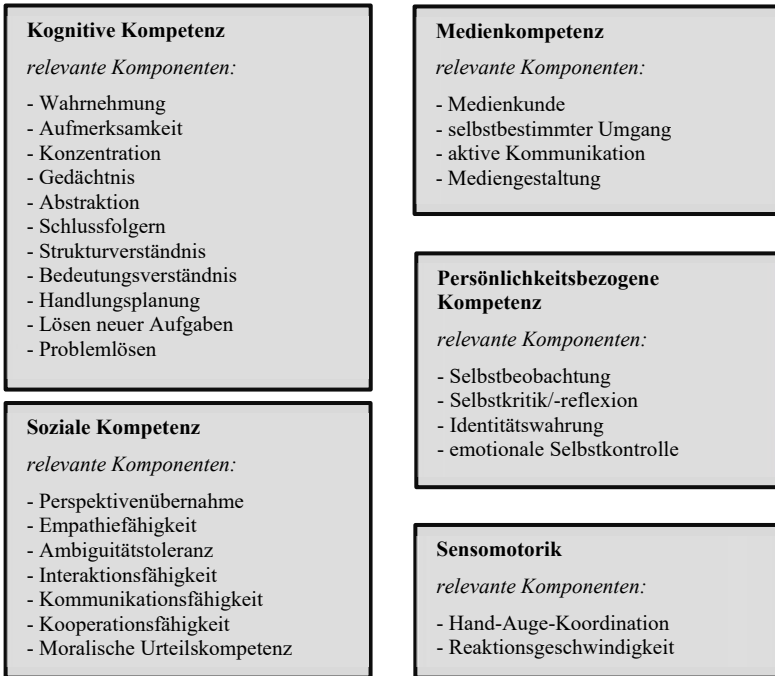 Kognitive Kompetenz
relevante Komponenten:
- Wahrnehmung
- Aufmerksamkeit
- Konzentration
- Gedächtnis
- Abstraktion
- Schlussfolgern
- Strukturverständnis
- Bedeutungsverständnis
- Handlungsplanung
- Lösen neuer Aufgaben
- Problemlösen
Soziale Kompetenz
relevante Komponenten:
- Perspektivenübernahme
- Empathiefähigkeit
- Ambiguitätstoleranz
- Interaktionsfähigkeit
- Kommunikationsfähigkeit
- Kooperationsfähigkeit
- Moralische Urteilskompetenz
Medienkompetenz
relevante Komponenten:
- Medienkunde
- selbstbestimmter Umgang
- aktive Kommunikation
- Mediengestaltung
Persönlichkeitsbezogene
Kompetenz
relevante Komponenten:
- Selbstbeobachtung
- Selbstkritik/-reflexion
- Identitätswahrung
- emotionale Selbstkontrolle
Sensomotorik
relevante Komponenten:
- Hand-Auge-Koordination
- Reaktionsgeschwindigkeit